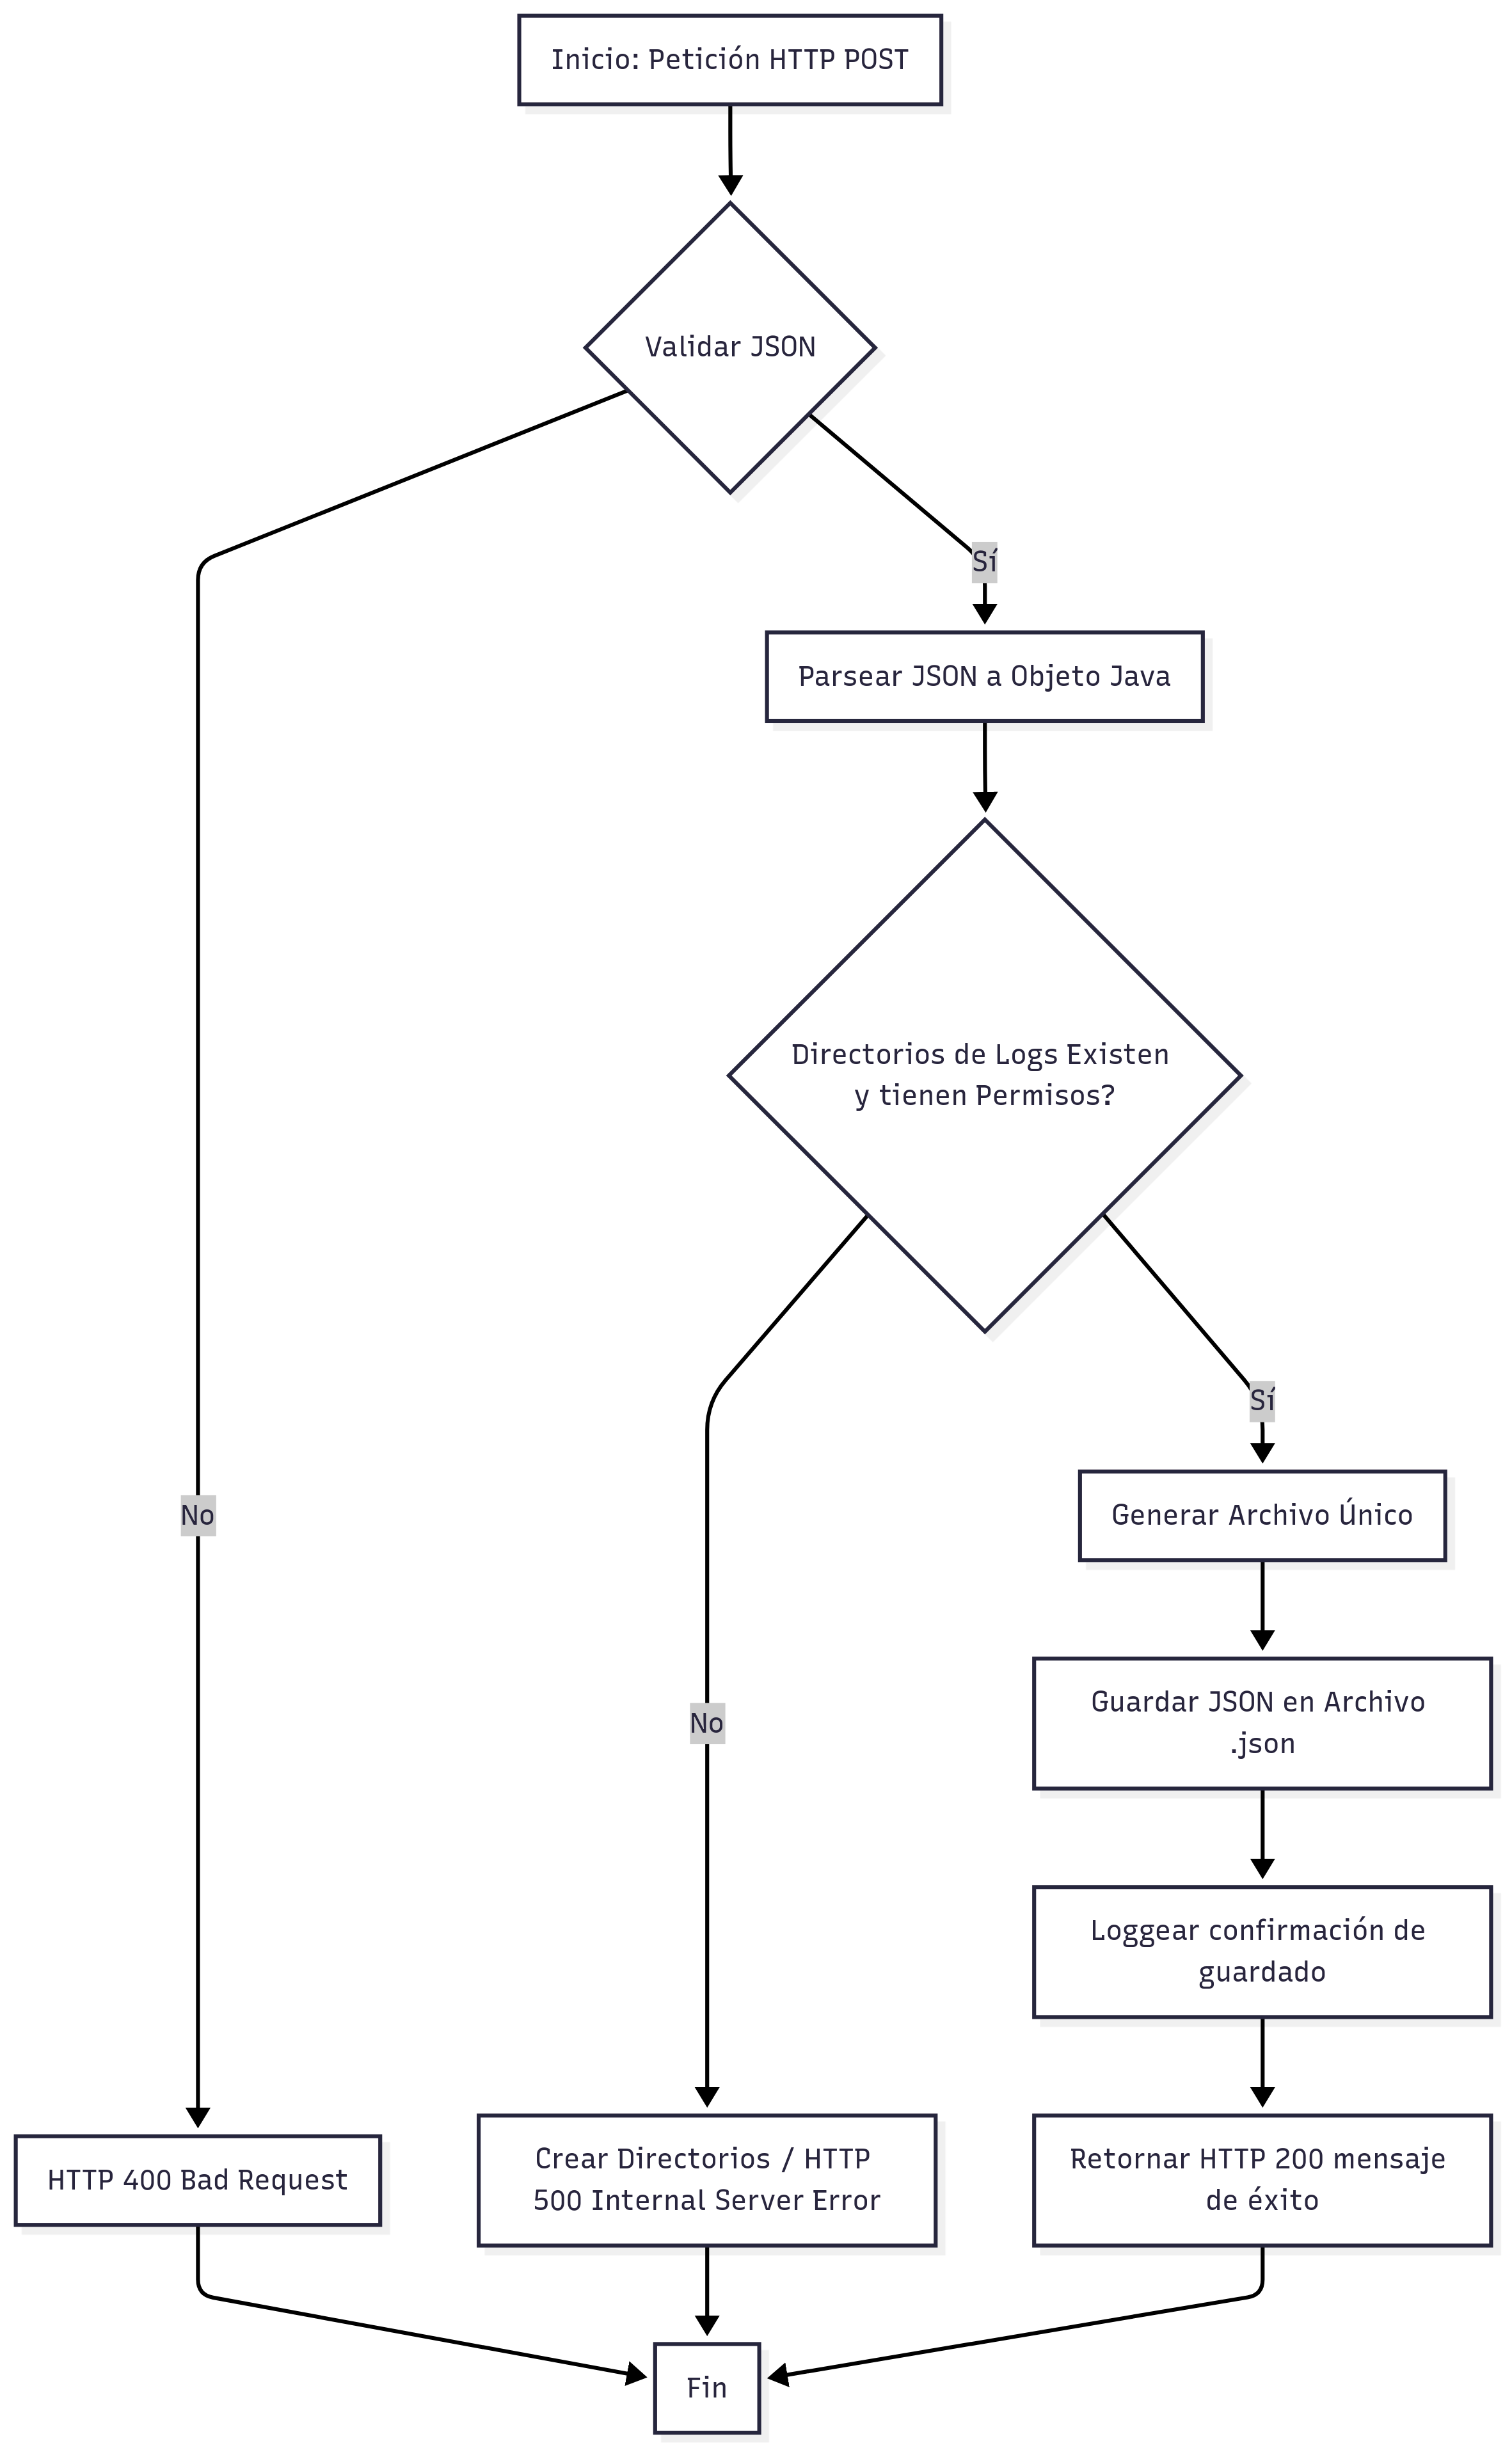 Inicio: Petición HTTP POST
Validar JSON
Sí
Parsear JSON a Objeto Java
Directorios de Logs Existen
y tienen Permisos?
Sí
No
Generar Archivo Único
No
Guardar JSON en Archivo
.json
Loggear confirmación de
guardado
HTTP 400 Bad Request
Crear Directorios / HTTP
500 Internal Server Error
Retornar HTTP 200 mensaje
de éxito
Fin